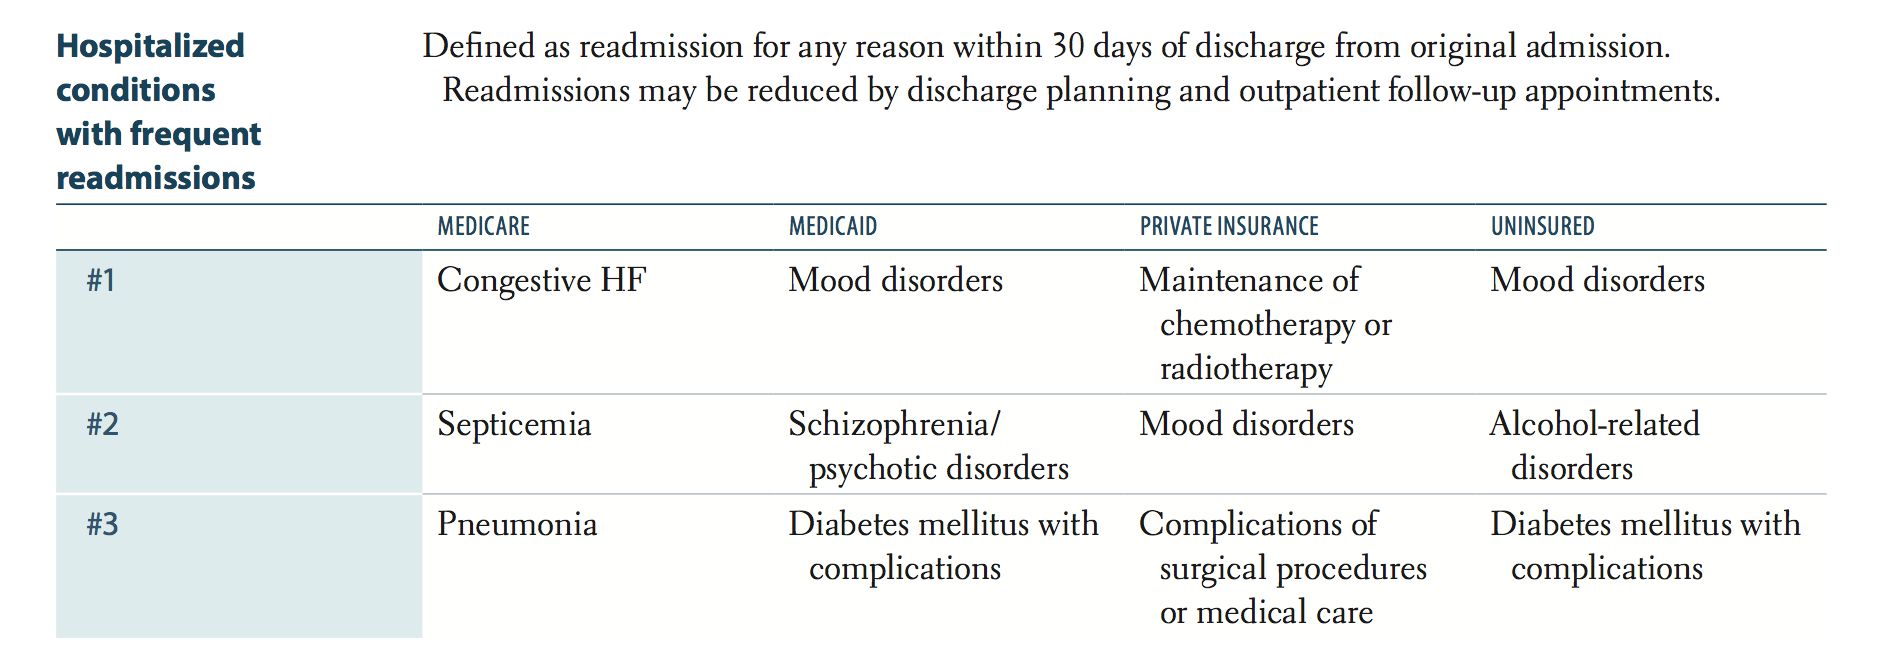 Hospitalized
conditions
with frequent
readmissions
Defined as readmission for any reason within 30 days of discharge from original admission.
Readmissions may be reduced by discharge planning and outpatient follow-up appointments.
MEDICARE MEDICAID PRIVATE INSURANCE UNINSURED
#1 Congestive HF Mood disorders Maintenance of Mood disorders
chemotherapy or
radiotherapy
#2 Septicemia Schizophrenia/ Mood disorders Alcohol-related
psychotic disorders disorders
#3 Pneumonia Diabetes mellitus with Complications of Diabetes mellitus with
complications surgical procedures complications
or medical care